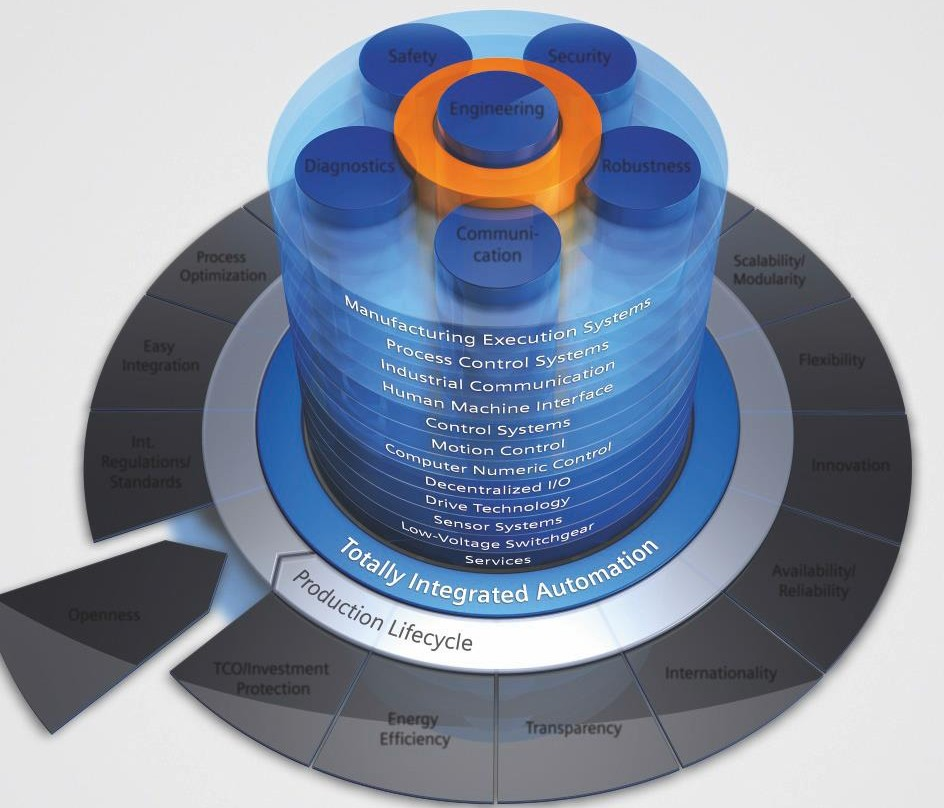 Safety
Security
Engineering
Diagnostics
Robustness
Communi-
cation
Manufacturing Execution Systems
Process Control Systems
Industrial Communication
Human Machine Interface
Control Systems
Motion Control
Computer Numeric Control
Decentralized I/O
Drive Technology
Sensor Systems
Low-Voltage Switchgear
Services
Totally Integrated Automation
Production Lifecycle
Process
Optimization
Easy
Integration
Int.
Regulations/
Standards
Openness
TCO/Investment
Protection
Energy
Efficiency
Transparency
Internationality
Availability/
Reliability
Innovation
Flexibility
Scalability/
Modularity